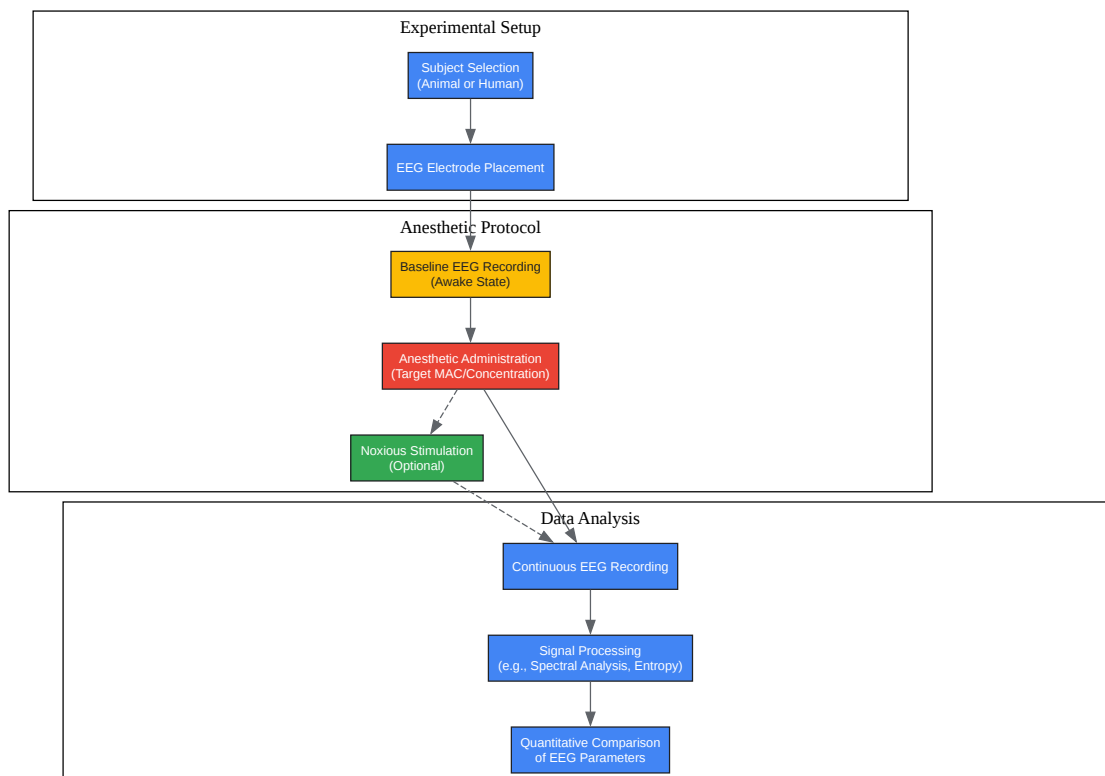 Experimental Setup
Subject Selection
(Animal or Human)
EEG Electrode Placement
Anesthetic Protocol
Baseline EEG Recording
(Awake State)
Anesthetic Administration
(Target MAC/Concentration)
Noxious Stimulation
(Optional)
Data Analysis
Continuous EEG Recording
Signal Processing
(e.g., Spectral Analysis, Entropy)
Quantitative Comparison
of EEG Parameters